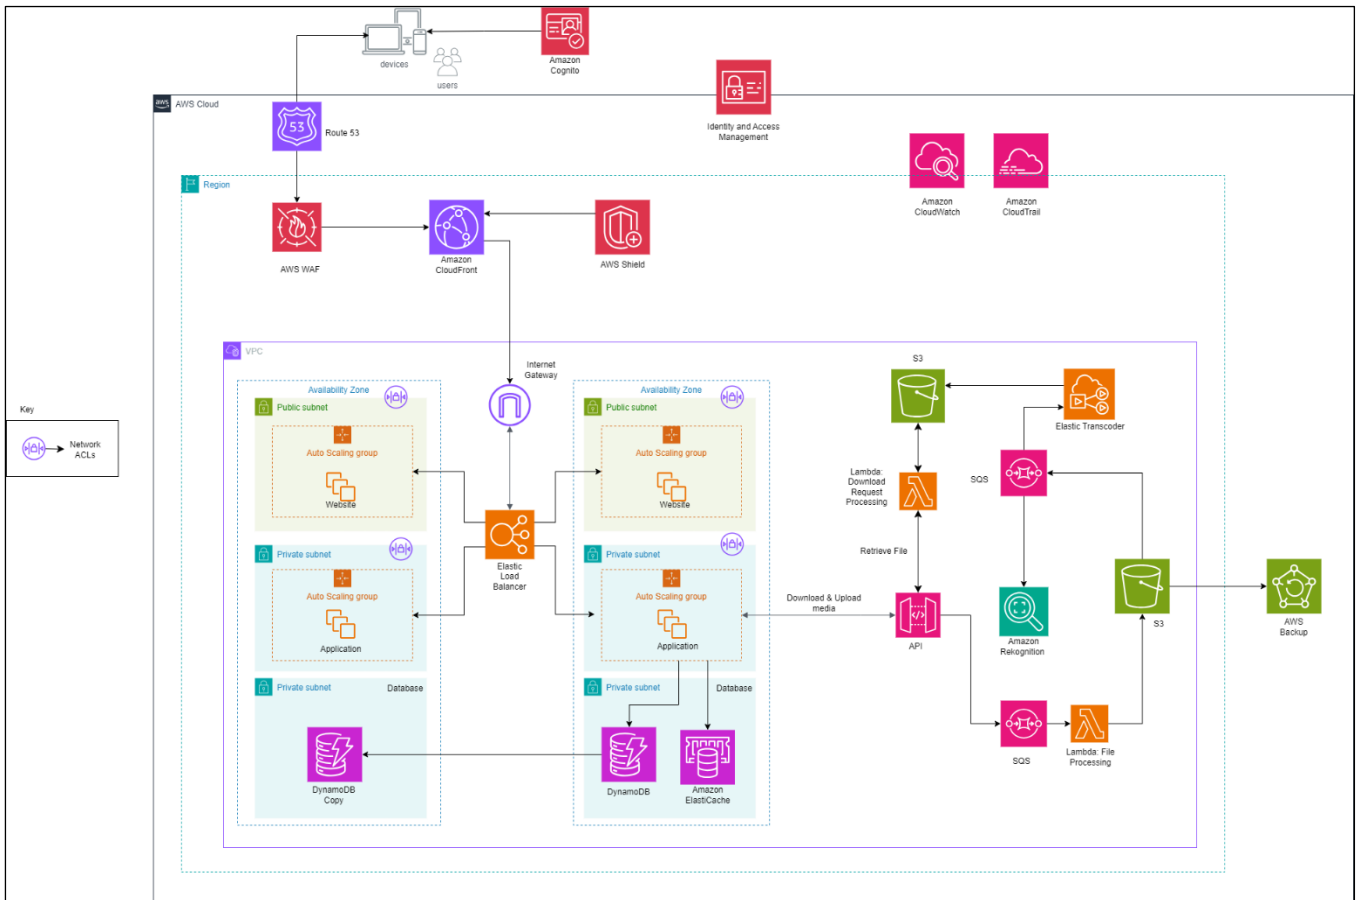 devices
users
Amazon
Cognito
aws
AWS Cloud
53
Route 53
Identity and Access
Management
Amazon
CloudWatch
Amazon
CloudTrail
Region
AWS WAF
Amazon
CloudFront
AWS Shield
VPC
Internet
Gateway
S3
Key
Network
ACLs
Availability Zone
Public subnet
Auto Scaling group
Website
Private subnet
Auto Scaling group
Application
Private subnet
Database
DynamoDB
Copy
Elastic
Load
Balancer
Availability Zone
Public subnet
Auto Scaling group
Website
Private subnet
Auto Scaling group
Application
Private subnet
Database
DynamoDB
Amazon
ElastiCache
Elastic Transcoder
Lambda:
Download
Request
Processing
SQS
Retrieve File
Download & Upload
media
API
Amazon
Rekognition
S3
AWS
Backup
SQS
Lambda: File
Processing